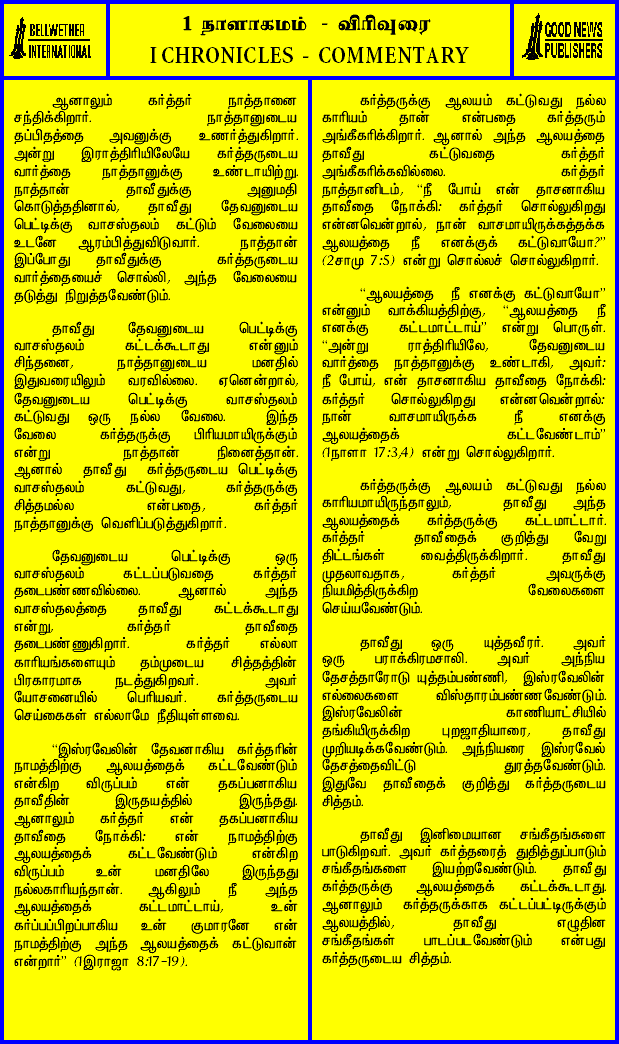 BELLWETHER
INTERNATIONAL
1 நாளாகமம் - விரிவுரை
I CHRONICLES - COMMENTARY
GOOD NEWS
PUBLISHERS
ஆனாலும் கர்த்தர் நாத்தானை
சந்திக்கிறார். நாத்தானுடைய
தப்பிதத்தை அவனுக்கு உணர்த்துகிறார்.
அன்று இராத்திரியிலேயே கர்த்தருடைய
வார்த்தை நாத்தானுக்கு உண்டாயிற்று.
நாத்தான் தாவீதுக்கு அனுமதி
கொடுத்ததினால், தாவீது தேவனுடைய
பெட்டிக்கு வாசஸ்தலம் கட்டும் வேலையை
உடனே ஆரம்பித்துவிடுவார். நாத்தான்
இப்போது தாவீதுக்கு கர்த்தருடைய
வார்த்தையைச் சொல்லி, அந்த வேலையை
தடுத்து நிறுத்தவேண்டும்.
தாவீது தேவனுடைய பெட்டிக்கு
வாசஸ்தலம் கட்டக்கூடாது என்னும்
சிந்தனை, நாத்தானுடைய மனதில்
இதுவரையிலும் வரவில்லை. ஏனென்றால்,
தேவனுடைய பெட்டிக்கு வாசஸ்தலம்
கட்டுவது ஒரு நல்ல வேலை. இந்த
வேலை கர்த்தருக்கு பிரியமாயிருக்கும்
என்று நாத்தான் நினைத்தான்.
ஆனால் தாவீது கர்த்தருடைய பெட்டிக்கு
வாசஸ்தலம் கட்டுவது, கர்த்தருக்கு
சித்தமல்ல என்பதை, கர்த்தர்
நாத்தானுக்கு வெளிப்படுத்துகிறார்.
தேவனுடைய பெட்டிக்கு ஒரு
வாசஸ்தலம் கட்டப்படுவதை கர்த்தர்
தடைபண்ணவில்லை. ஆனால் அந்த
வாசஸ்தலத்தை தாவீது கட்டக்கூடாது
என்று, கர்த்தர் தாவீதை
தடைபண்ணுகிறார். கர்த்தர் எல்லா
காரியங்களையும் தம்முடைய சித்தத்தின்
பிரகாரமாக நடத்துகிறவர். அவர்
யோசனையில் பெரியவர். கர்த்தருடைய
செய்கைகள் எல்லாமே நீதியுள்ளவை.
“இஸ்ரவேலின் தேவனாகிய கர்த்தரின்
நாமத்திற்கு ஆலயத்தைக் கட்டவேண்டும்
என்கிற விருப்பம் என் தகப்பனாகிய
தாவீதின் இருதயத்தில் இருந்தது.
ஆனாலும் கர்த்தர் என் தகப்பனாகிய
தாவீதை நோக்கி: என் நாமத்திற்கு
ஆலயத்தைக் கட்டவேண்டும் என்கிற
விருப்பம் உன் மனதிலே இருந்தது
நல்லகாரியந்தான். ஆகிலும் நீ அந்த
ஆலயத்தைக் கட்டமாட்டாய், உன்
கர்ப்பப்பிறப்பாகிய உன் குமாரனே என்
நாமத்திற்கு அந்த ஆலயத்தைக் கட்டுவான்
என்றார்” (1இராஜா 8:17-19).
கர்த்தருக்கு ஆலயம் கட்டுவது நல்ல
காரியம் தான் என்பதை கர்த்தரும்
அங்கீகரிக்கிறார். ஆனால் அந்த ஆலயத்தை
தாவீது கட்டுவதை கர்த்தர்
அங்கீகரிக்கவில்லை. கர்த்தர்
நாத்தானிடம், “நீ போய் என் தாசனாகிய
தாவீதை நோக்கி: கர்த்தர் சொல்லுகிறது
என்னவென்றால், நான் வாசமாயிருக்கத்தக்க
ஆலயத்தை நீ எனக்குக் கட்டுவாயோ?”
(2சாமு 7:5) என்று சொல்லச் சொல்லுகிறார்.
“ஆலயத்தை நீ எனக்கு கட்டுவாயோ”
என்னும் வாக்கியத்திற்கு, “ஆலயத்தை நீ
எனக்கு கட்டமாட்டாய்” என்று பொருள்.
“அன்று ராத்திரியிலே, தேவனுடைய
வார்த்தை நாத்தானுக்கு உண்டாகி, அவர்:
நீ போய், என் தாசனாகிய தாவீதை நோக்கி:
கர்த்தர் சொல்லுகிறது என்னவென்றால்:
நான் வாசமாயிருக்க நீ எனக்கு
ஆலயத்தைக் கட்டவேண்டாம்”
(1நாளா 17:3,4) என்று சொல்லுகிறார்.
கர்த்தருக்கு ஆலயம் கட்டுவது நல்ல
காரியமாயிருந்தாலும், தாவீது அந்த
ஆலயத்தைக் கர்த்தருக்கு கட்டமாட்டார்.
கர்த்தர் தாவீதைக் குறித்து வேறு
திட்டங்கள் வைத்திருக்கிறார். தாவீது
முதலாவதாக, கர்த்தர் அவருக்கு
நியமித்திருகிற வேலைகளை
செய்யவேண்டும்.
தாவீது ஒரு யுத்தவீரர். அவர்
ஒரு பராக்கிரமசாலி. அவர் அந்நிய
தேசத்தாரோடு யுத்தம்பண்ணி, இஸ்ரவேலின்
எல்லைகளை விஸ்தாரம்பண்ணவேண்டும்.
இஸ்ரவேலின் காணியாட்சியில்
தங்கியிருக்கிற புறஜாதியாரை, தாவீது
முறியடிக்கவேண்டும். அந்நியரை இஸ்ரவேல்
தேசத்தைவிட்டு துரத்தவேண்டும்.
இதுவே தாவீதைக் குறித்து கர்த்தருடைய
சித்தம்.
தாவீது இனிமையான சங்கீதங்களை
பாடுகிறவர். அவர் கர்த்தரைத் துதித்துப்பாடும்
சங்கீதங்களை இயற்றவேண்டும். தாவீது
கர்த்தருக்கு ஆலயத்தைக் கட்டக்கூடாது.
ஆனாலும் கர்த்தருக்காக கட்டப்பட்டிருக்கும்
ஆலயத்தில், தாவீது எழுதின
சங்கீதங்கள் பாடப்படவேண்டும் என்பது
கர்த்தருடைய சித்தம்.